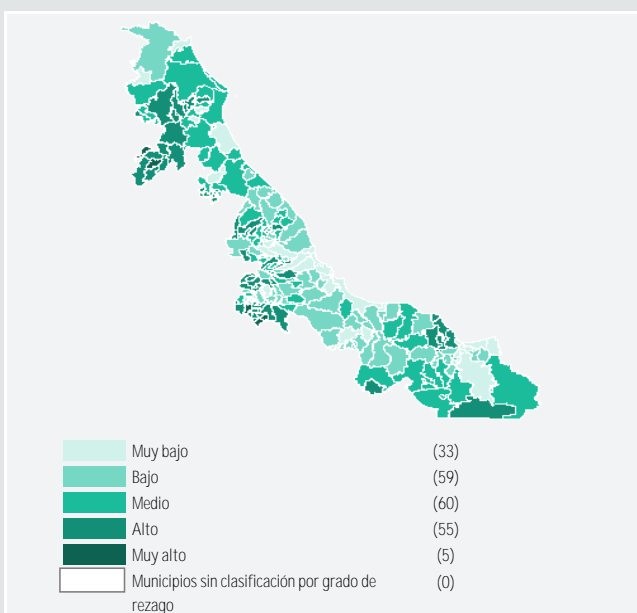 Muy bajo (33)
Bajo (59)
Medio (60)
Alto (55)
Muy alto (5)
Municipios sin clasificación por grado de (0)
rezago